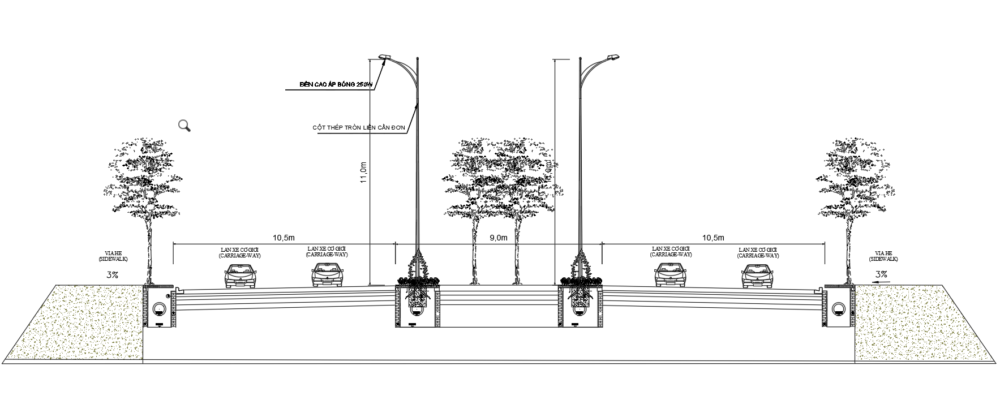 ĐÈN CAO ÁP BÓNG 250W
CỘT THÉP TRÒN LIỀN CẦN ĐƠN
11,0m
10,5m
9,0m
10,5m
VIA HE
(SIDEWALK)
3%
LAN XE CƠ GIỚI
(CARRIAGE-WAY)
LAN XE CƠ GIỚI
(CARRIAGE-WAY)
LAN XE CƠ GIỚI
(CARRIAGE-WAY)
LAN XE CƠ GIỚI
(CARRIAGE-WAY)
VIA HE
(SIDEWALK)
3%